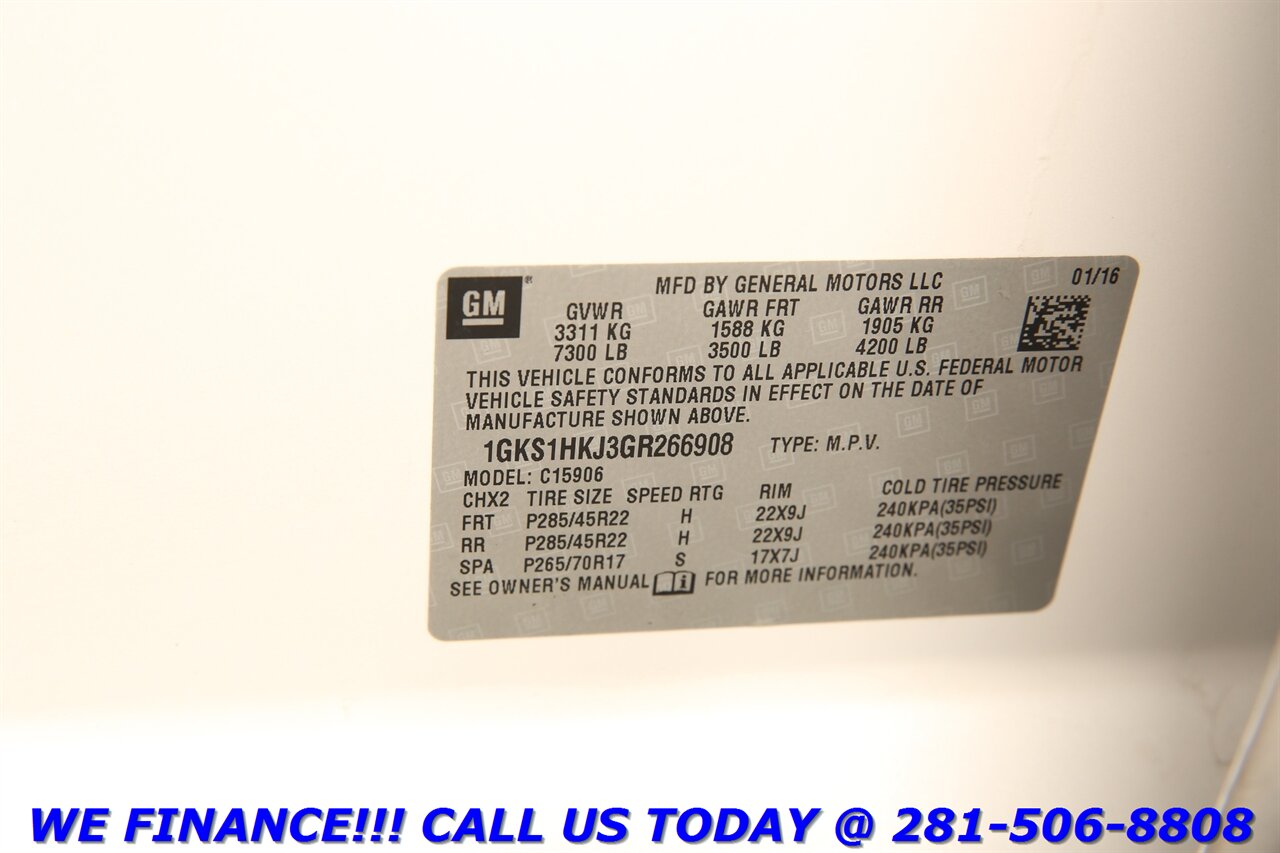 GM®
MFD BY GENERAL MOTORS LLC 01/16
GVWR GAWR FRT GAWR RR
3311 KG 1588 KG 1905 KG
7300 LB 3500 LB 4200 LB
THIS VEHICLE CONFORMS TO ALL APPLICABLE U.S. FEDERAL MOTOR
VEHICLE SAFETY STANDARDS IN EFFECT ON THE DATE OF
MANUFACTURE SHOWN ABOVE.
1GKS1HKJ3GR266908 TYPE: M.P.V.
MODEL: C15906
CHX2 TIRE SIZE SPEED RTG RIM COLD TIRE PRESSURE
FRT P285/45R22 H 22X9J 240KPA(35PSI)
RR P285/45R22 H 22X9J 240KPA(35PSI)
SPA P265/70R17 S 17X7J 240KPA(35PSI)
SEE OWNER'S MANUAL FOR MORE INFORMATION.
WE FINANCE!!! CALL US TODAY @ 281-506-8808